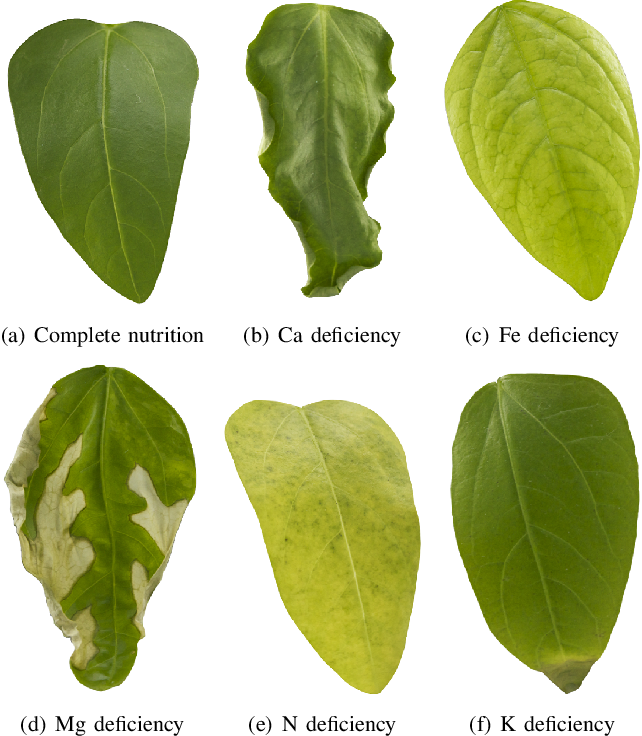 (a) Complete nutrition
(b) Ca deficiency
(c) Fe deficiency
(d) Mg deficiency
(e) N deficiency
(f) K deficiency